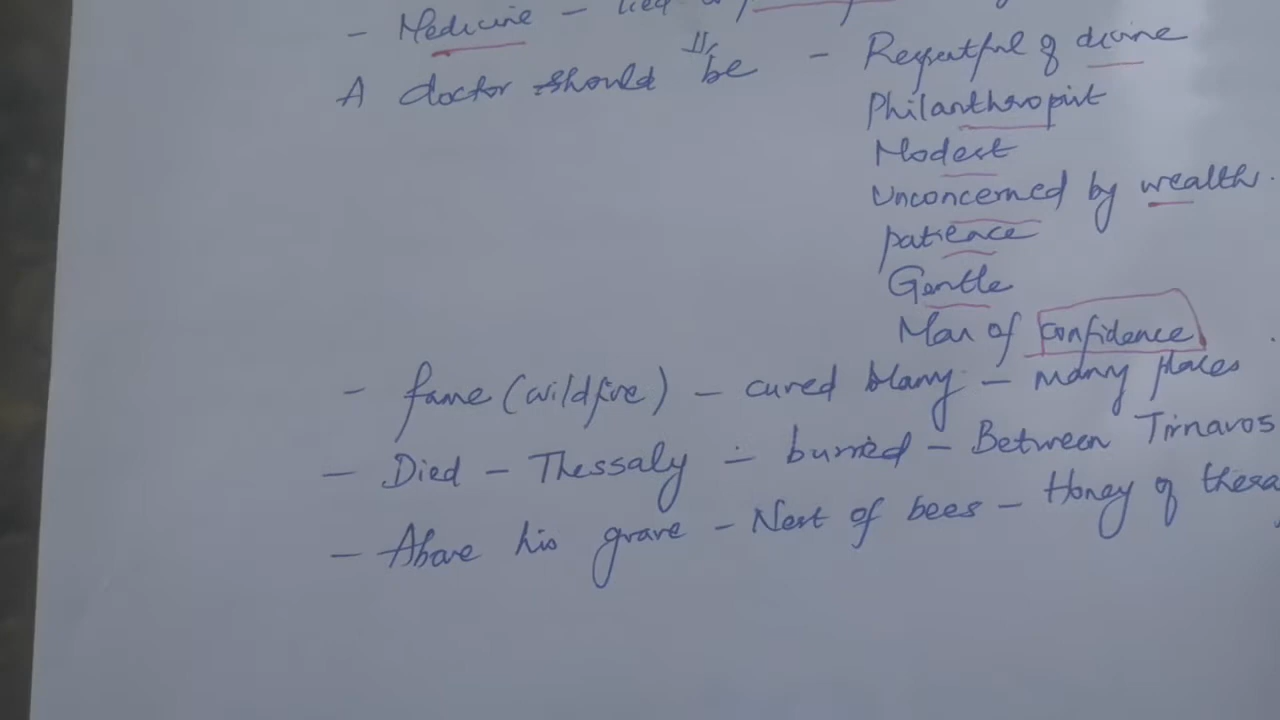 - Medicine -
A doctor should be - Respectful of divine
Philanthropist
Modest
Unconcerned by wealth.
patience
Gentle
Man of confidence
- fame (wildfire) - cured many - many places
- Died - Thessaly - burried - Between Tirnavos
- Above his grave - Nest of bees - Honey of thera